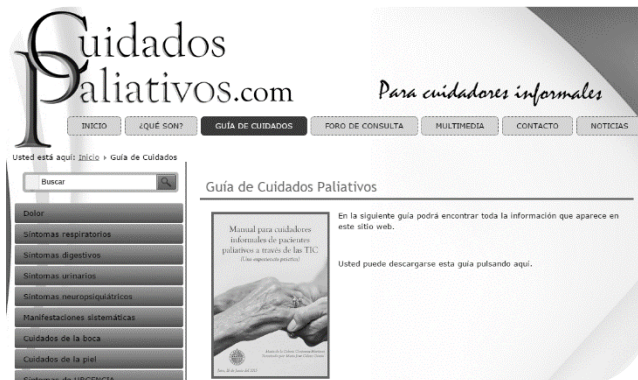 Cuidados
Paliativos.com
Para cuidadores informales
INICIO ¿QUÉ SON? GUÍA DE CUIDADOS FORO DE CONSULTA MULTIMEDIA CONTACTO NOTICIAS
Usted está aquí: Inicio › Guía de Cuidados
Buscar
Guía de Cuidados Paliativos
Dolor
Síntomas respiratorios
Síntomas digestivos
Síntomas urinarios
Síntomas neuropsiquiátricos
Manifestaciones sistemáticas
Cuidados de la boca
Cuidados de la piel
Síntomas de URGENCIA
Manual para cuidadores
informales de pacientes
paliativos a través de las TIC
(Una experiencia práctica)
En la siguiente guía podrá encontrar toda la información que aparece en
este sitio web.
Usted puede descargarse esta guía pulsando aquí.